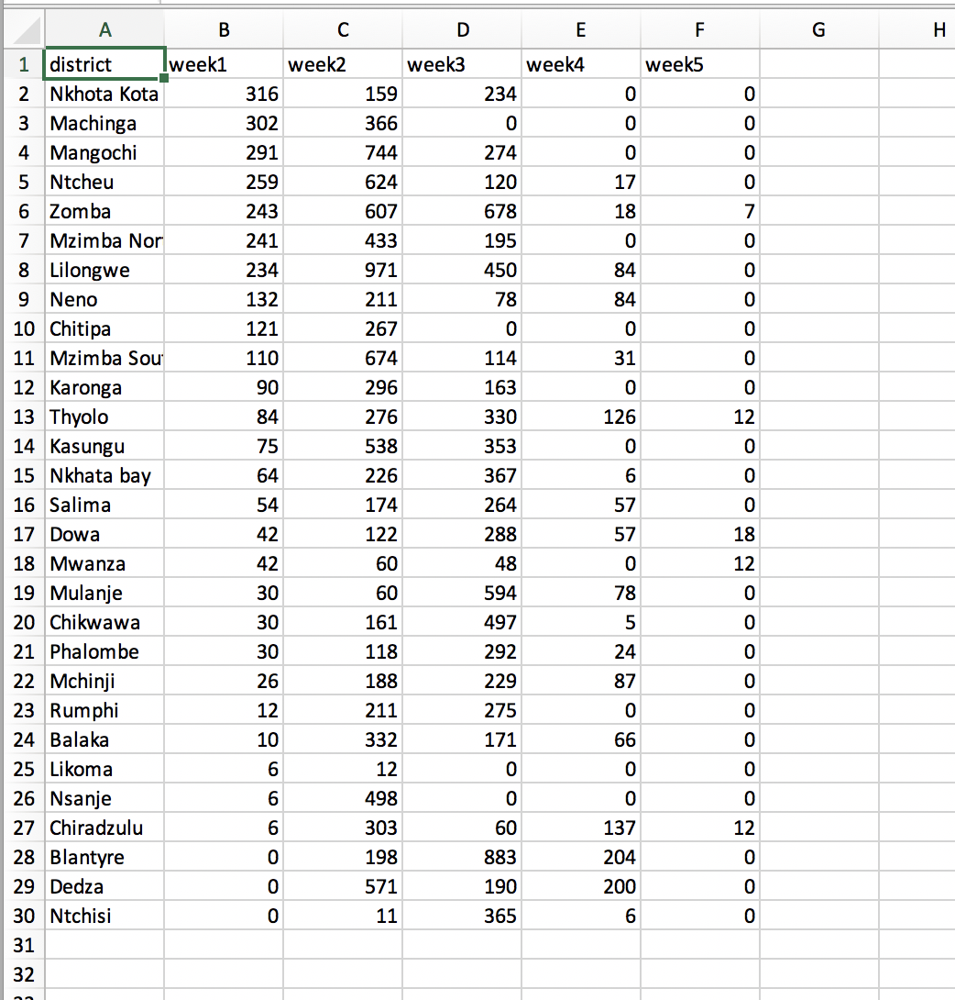 A B C D E F G H
1 district week1 week2 week3 week4 week5
2 Nkhota Kota 316 159 234 0 0
3 Machinga 302 366 0 0 0
4 Mangochi 291 744 274 0 0
5 Ntcheu 259 624 120 17 0
6 Zomba 243 607 678 18 7
7 Mzimba Nor 241 433 195 0 0
8 Lilongwe 234 971 450 84 0
9 Neno 132 211 78 84 0
10 Chitipa 121 267 0 0 0
11 Mzimba Sou 110 674 114 31 0
12 Karonga 90 296 163 0 0
13 Thyolo 84 276 330 126 12
14 Kasungu 75 538 353 0 0
15 Nkhata bay 64 226 367 6 0
16 Salima 54 174 264 57 0
17 Dowa 42 122 288 57 18
18 Mwanza 42 60 48 0 12
19 Mulanje 30 60 594 78 0
20 Chikwawa 30 161 497 5 0
21 Phalombe 30 118 292 24 0
22 Mchinji 26 188 229 87 0
23 Rumphi 12 211 275 0 0
24 Balaka 10 332 171 66 0
25 Likoma 6 12 0 0 0
26 Nsanje 6 498 0 0 0
27 Chiradzulu 6 303 60 137 12
28 Blantyre 0 198 883 204 0
29 Dedza 0 571 190 200 0
30 Ntchisi 0 11 365 6 0
31
32